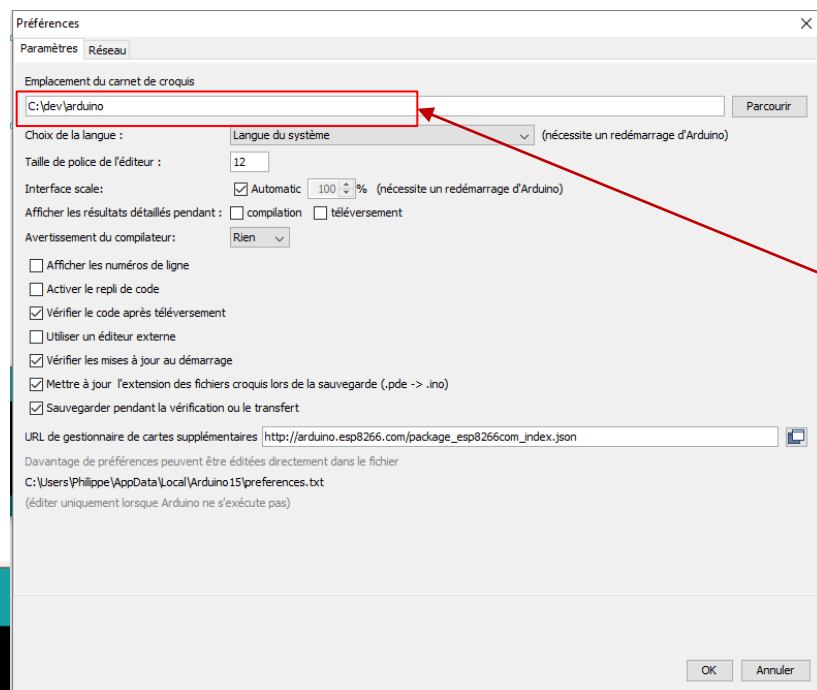 Préférences
Paramètres Réseau
Emplacement du carnet de croquis
C:\dev\arduino Parcourir
Choix de la langue : Langue du système (nécessite un redémarrage d'Arduino)
Taille de police de l'éditeur : 12
Interface scale: Automatic 100 % (nécessite un redémarrage d'Arduino)
Afficher les résultats détaillés pendant : compilation téléversement
Avertissement du compilateur: Rien
Afficher les numéros de ligne
Activer le repli de code
Vérifier le code après téléversement
Utiliser un éditeur externe
Vérifier les mises à jour au démarrage
Mettre à jour l'extension des fichiers croquis lors de la sauvegarde (.pde -> .ino)
Sauvegarder pendant la vérification ou le transfert
URL de gestionnaire de cartes supplémentaires http://arduino.esp8266.com/package_esp8266com_index.json
Davantage de préférences peuvent être éditées directement dans le fichier
C:\Users\Philippe\AppData\Local\Arduino15\preferences.txt
(éditer uniquement lorsque Arduino ne s'exécute pas)
OK Annuler